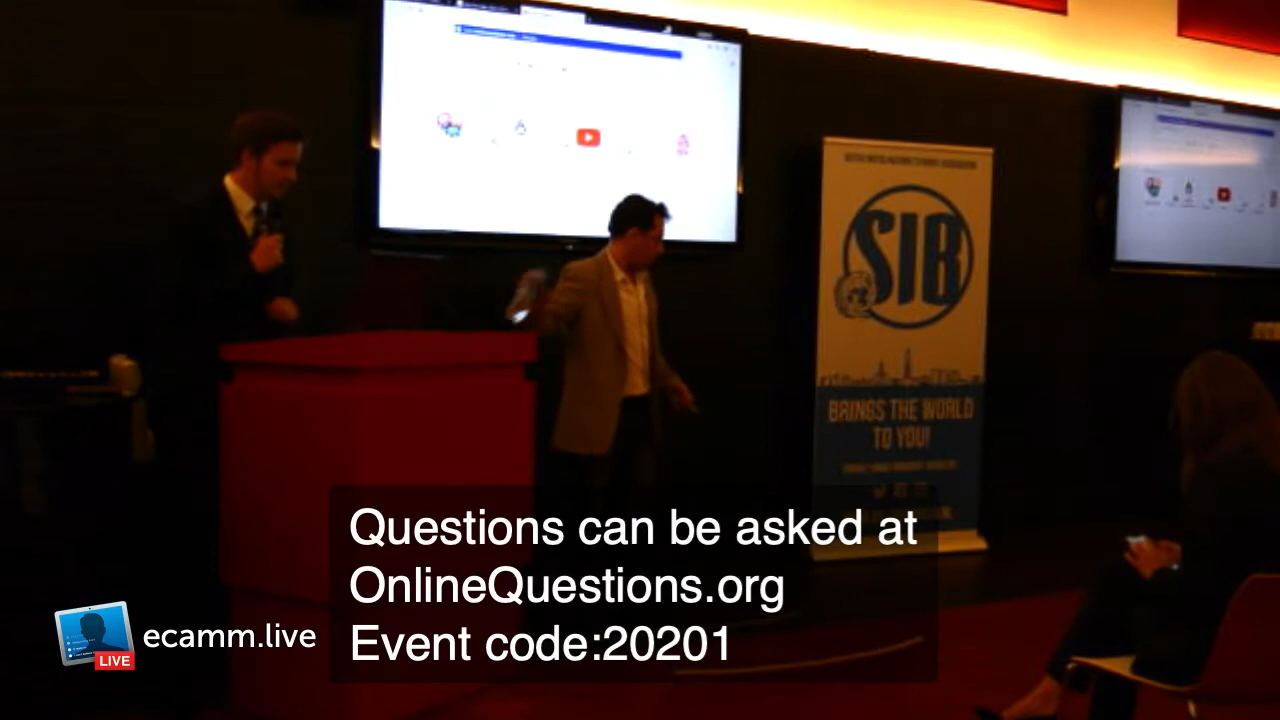 SIB
BRINGS THE WORLD
TO YOU!
Questions can be asked at
OnlineQuestions.org
Event code:20201
ecamm.live
LIVE